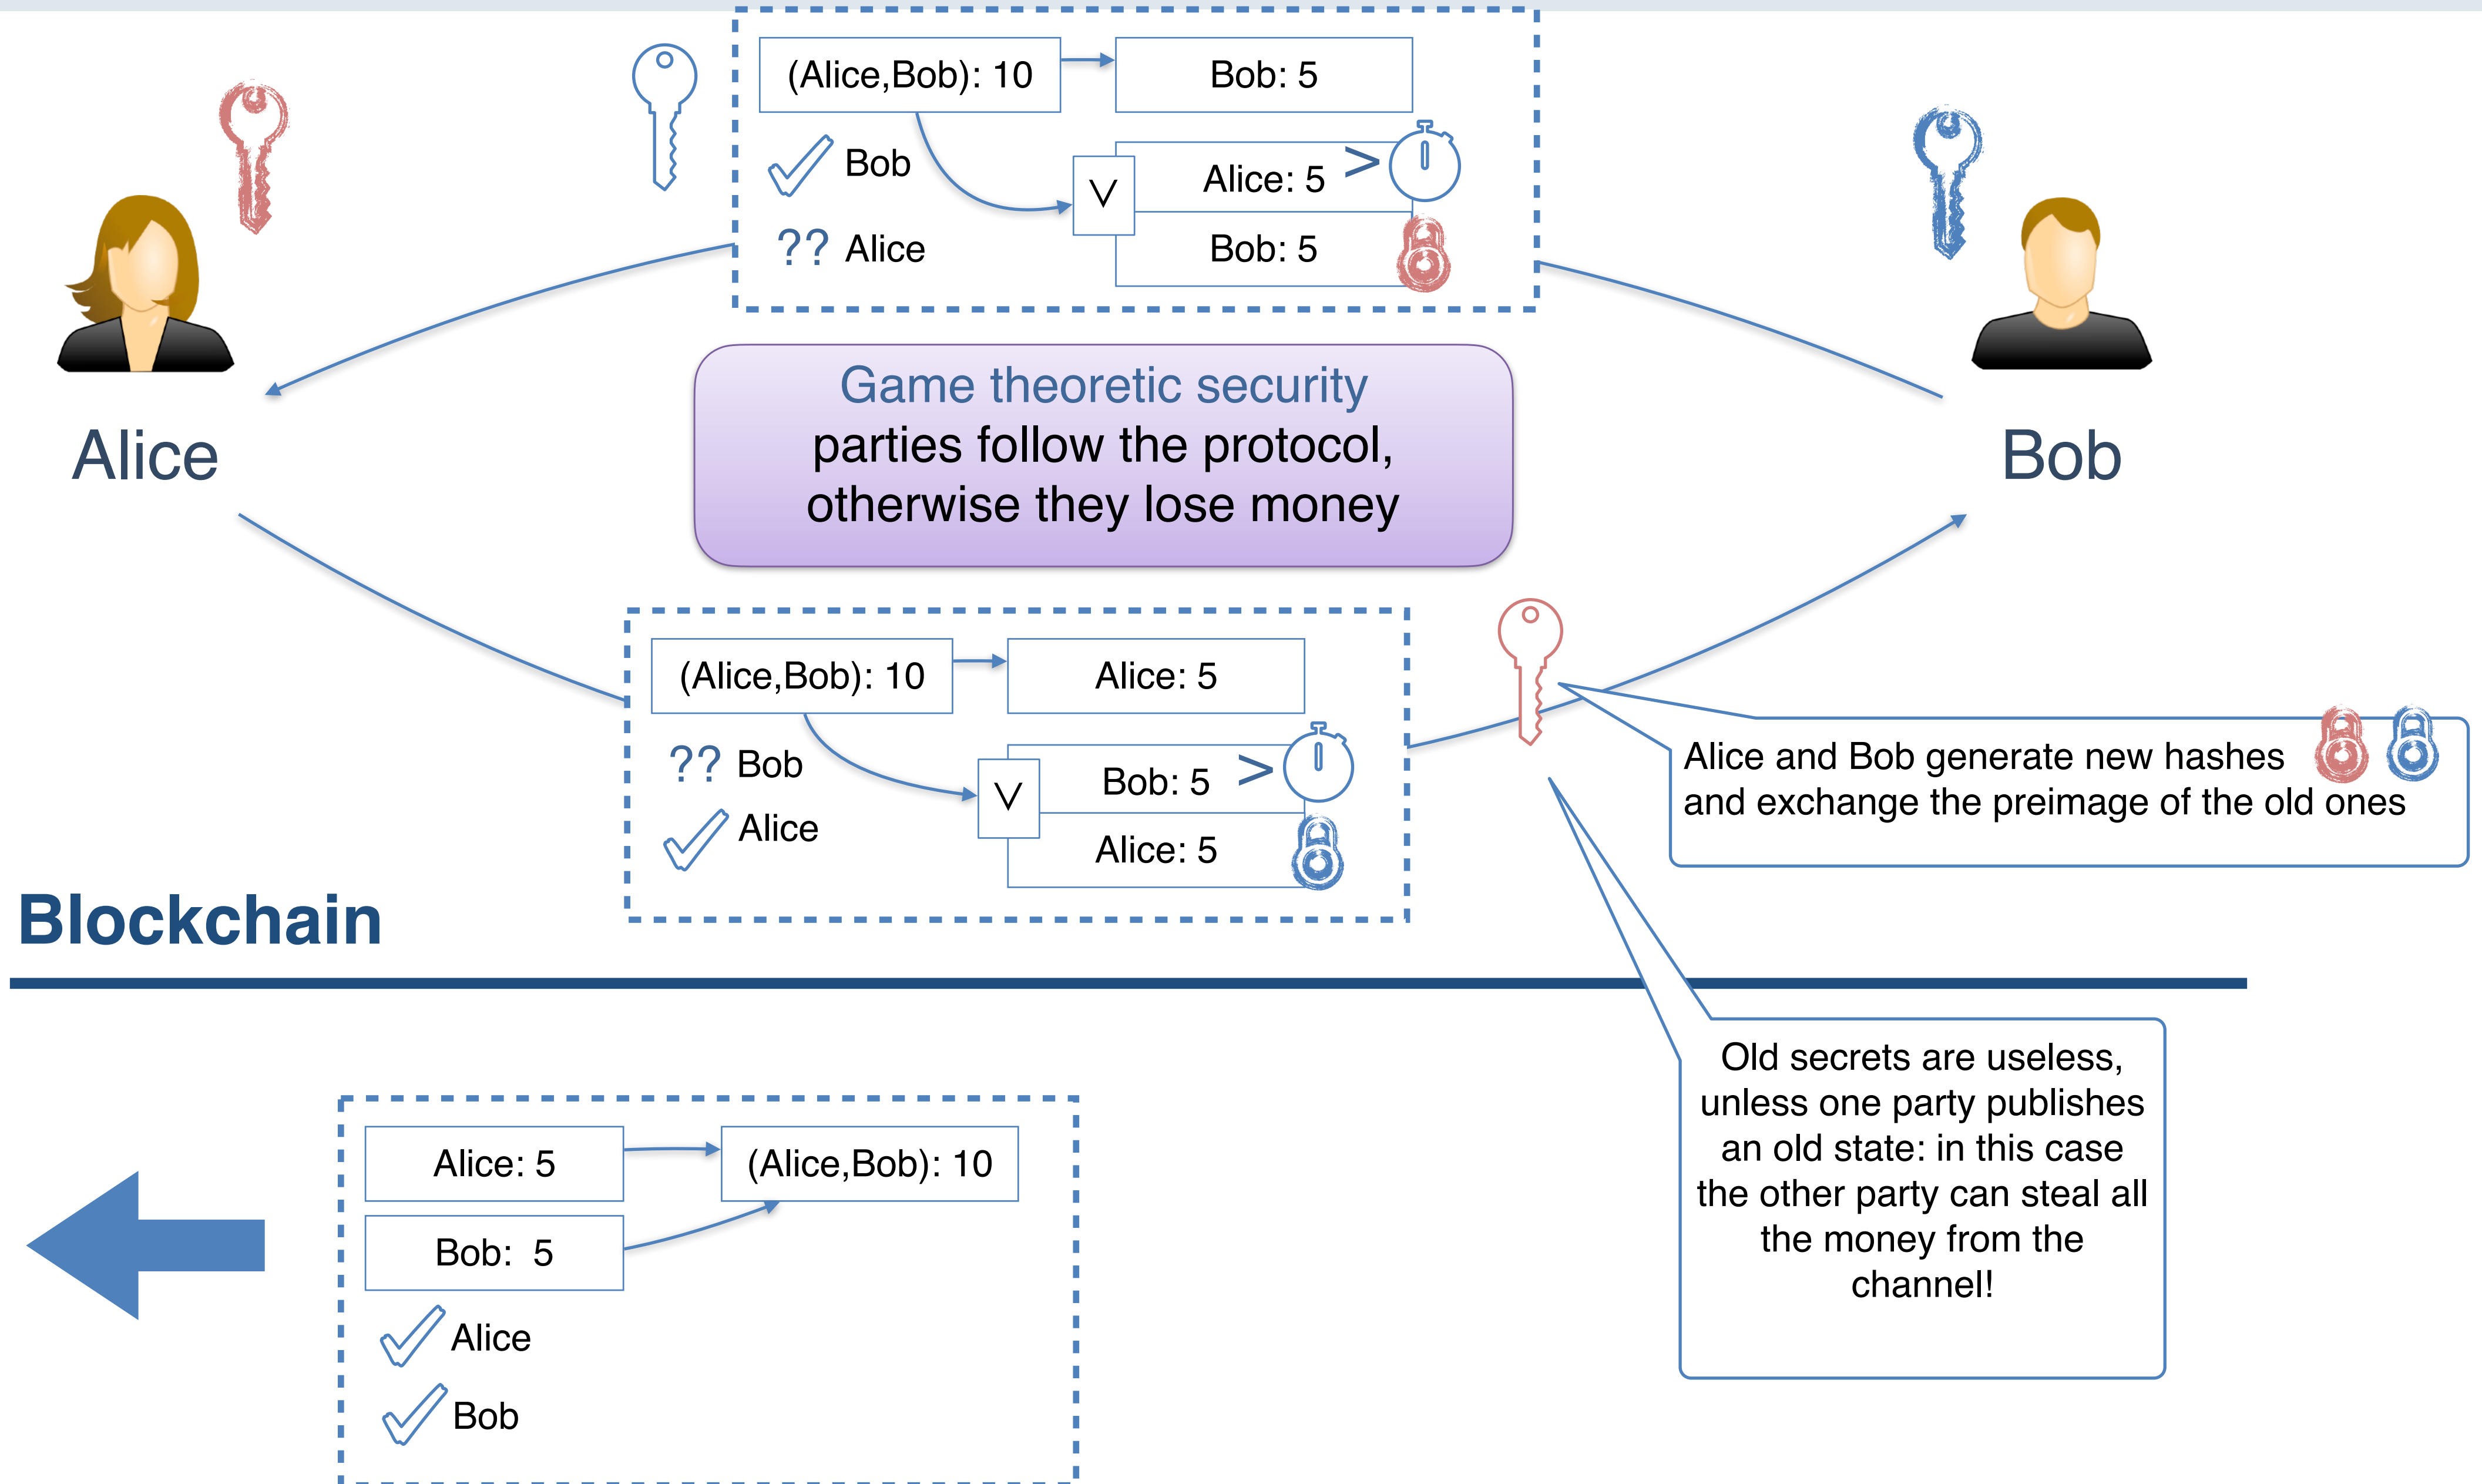 (Alice,Bob): 10
Bob: 5
Bob
∨
Alice: 5 >
?? Alice
Bob: 5
Alice
Bob
Game theoretic security
parties follow the protocol,
otherwise they lose money
(Alice,Bob): 10
Alice: 5
?? Bob
∨
Bob: 5 >
Alice
Alice: 5
Alice and Bob generate new hashes
and exchange the preimage of the old ones
Blockchain
Old secrets are useless,
unless one party publishes
an old state: in this case
the other party can steal all
the money from the
channel!
Alice: 5
(Alice,Bob): 10
Bob: 5
Alice
Bob